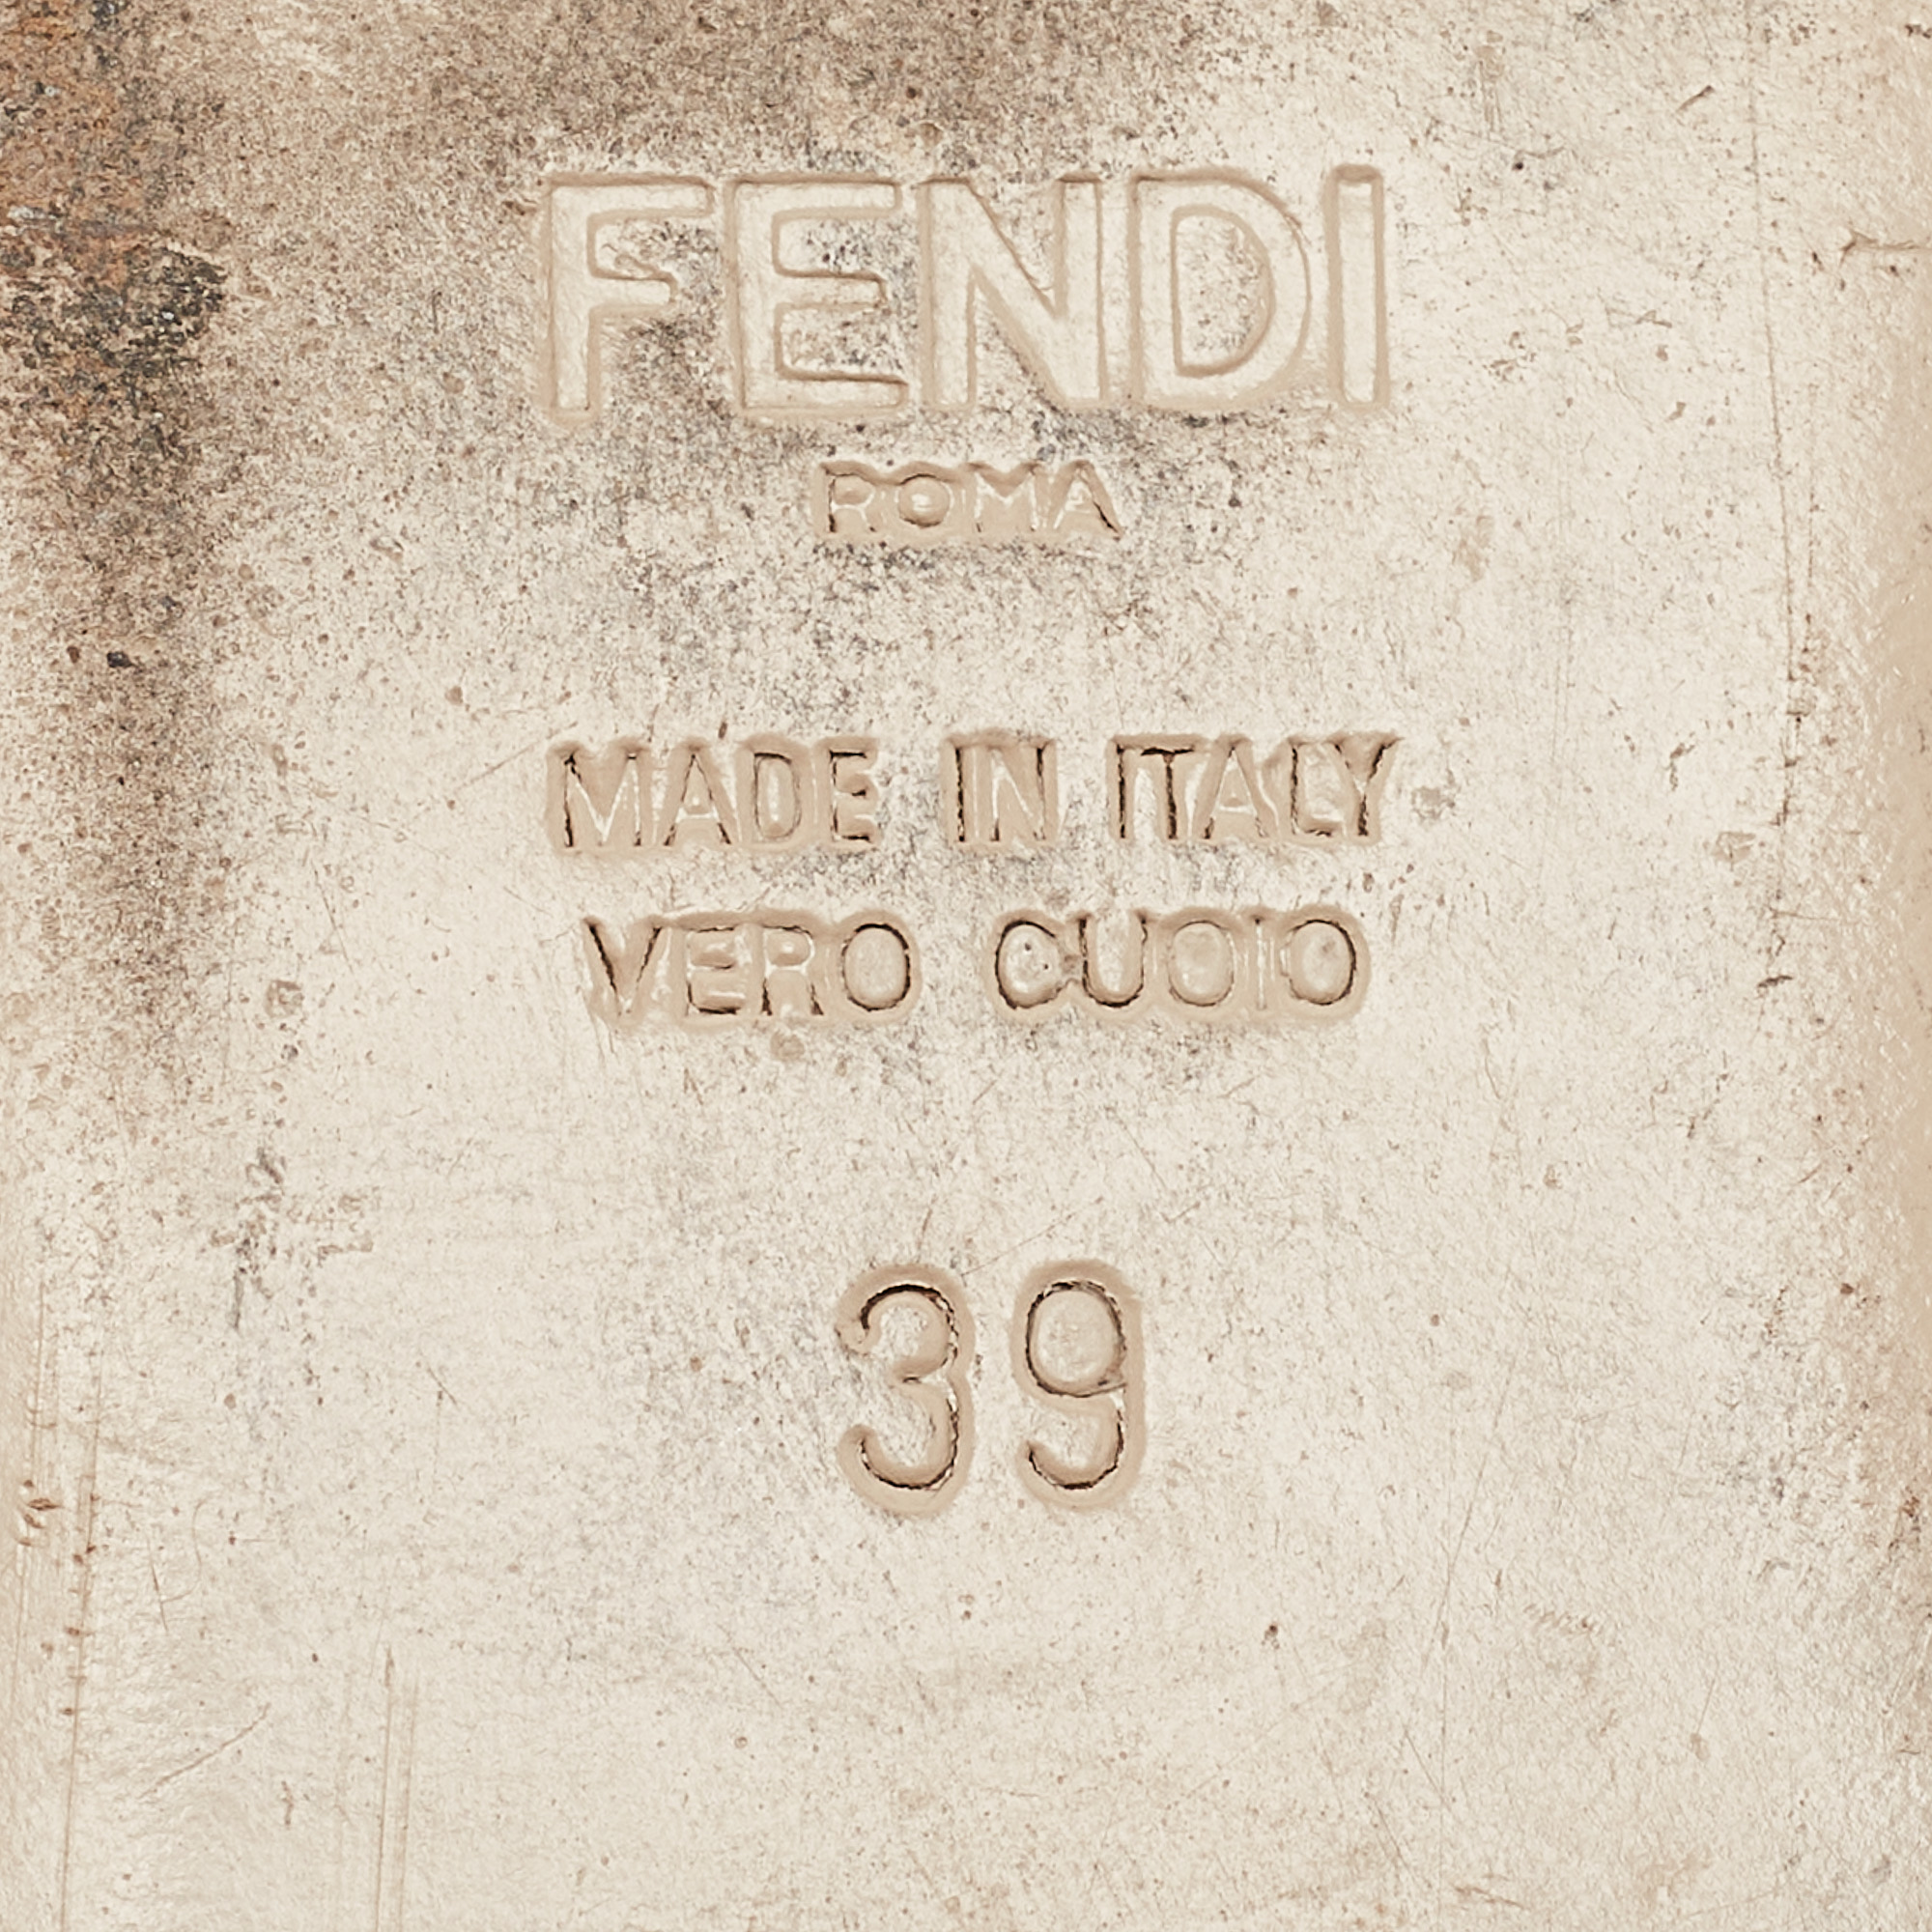 FENDI
ROMA
MADE IN ITALY
VERO CUOIO
39